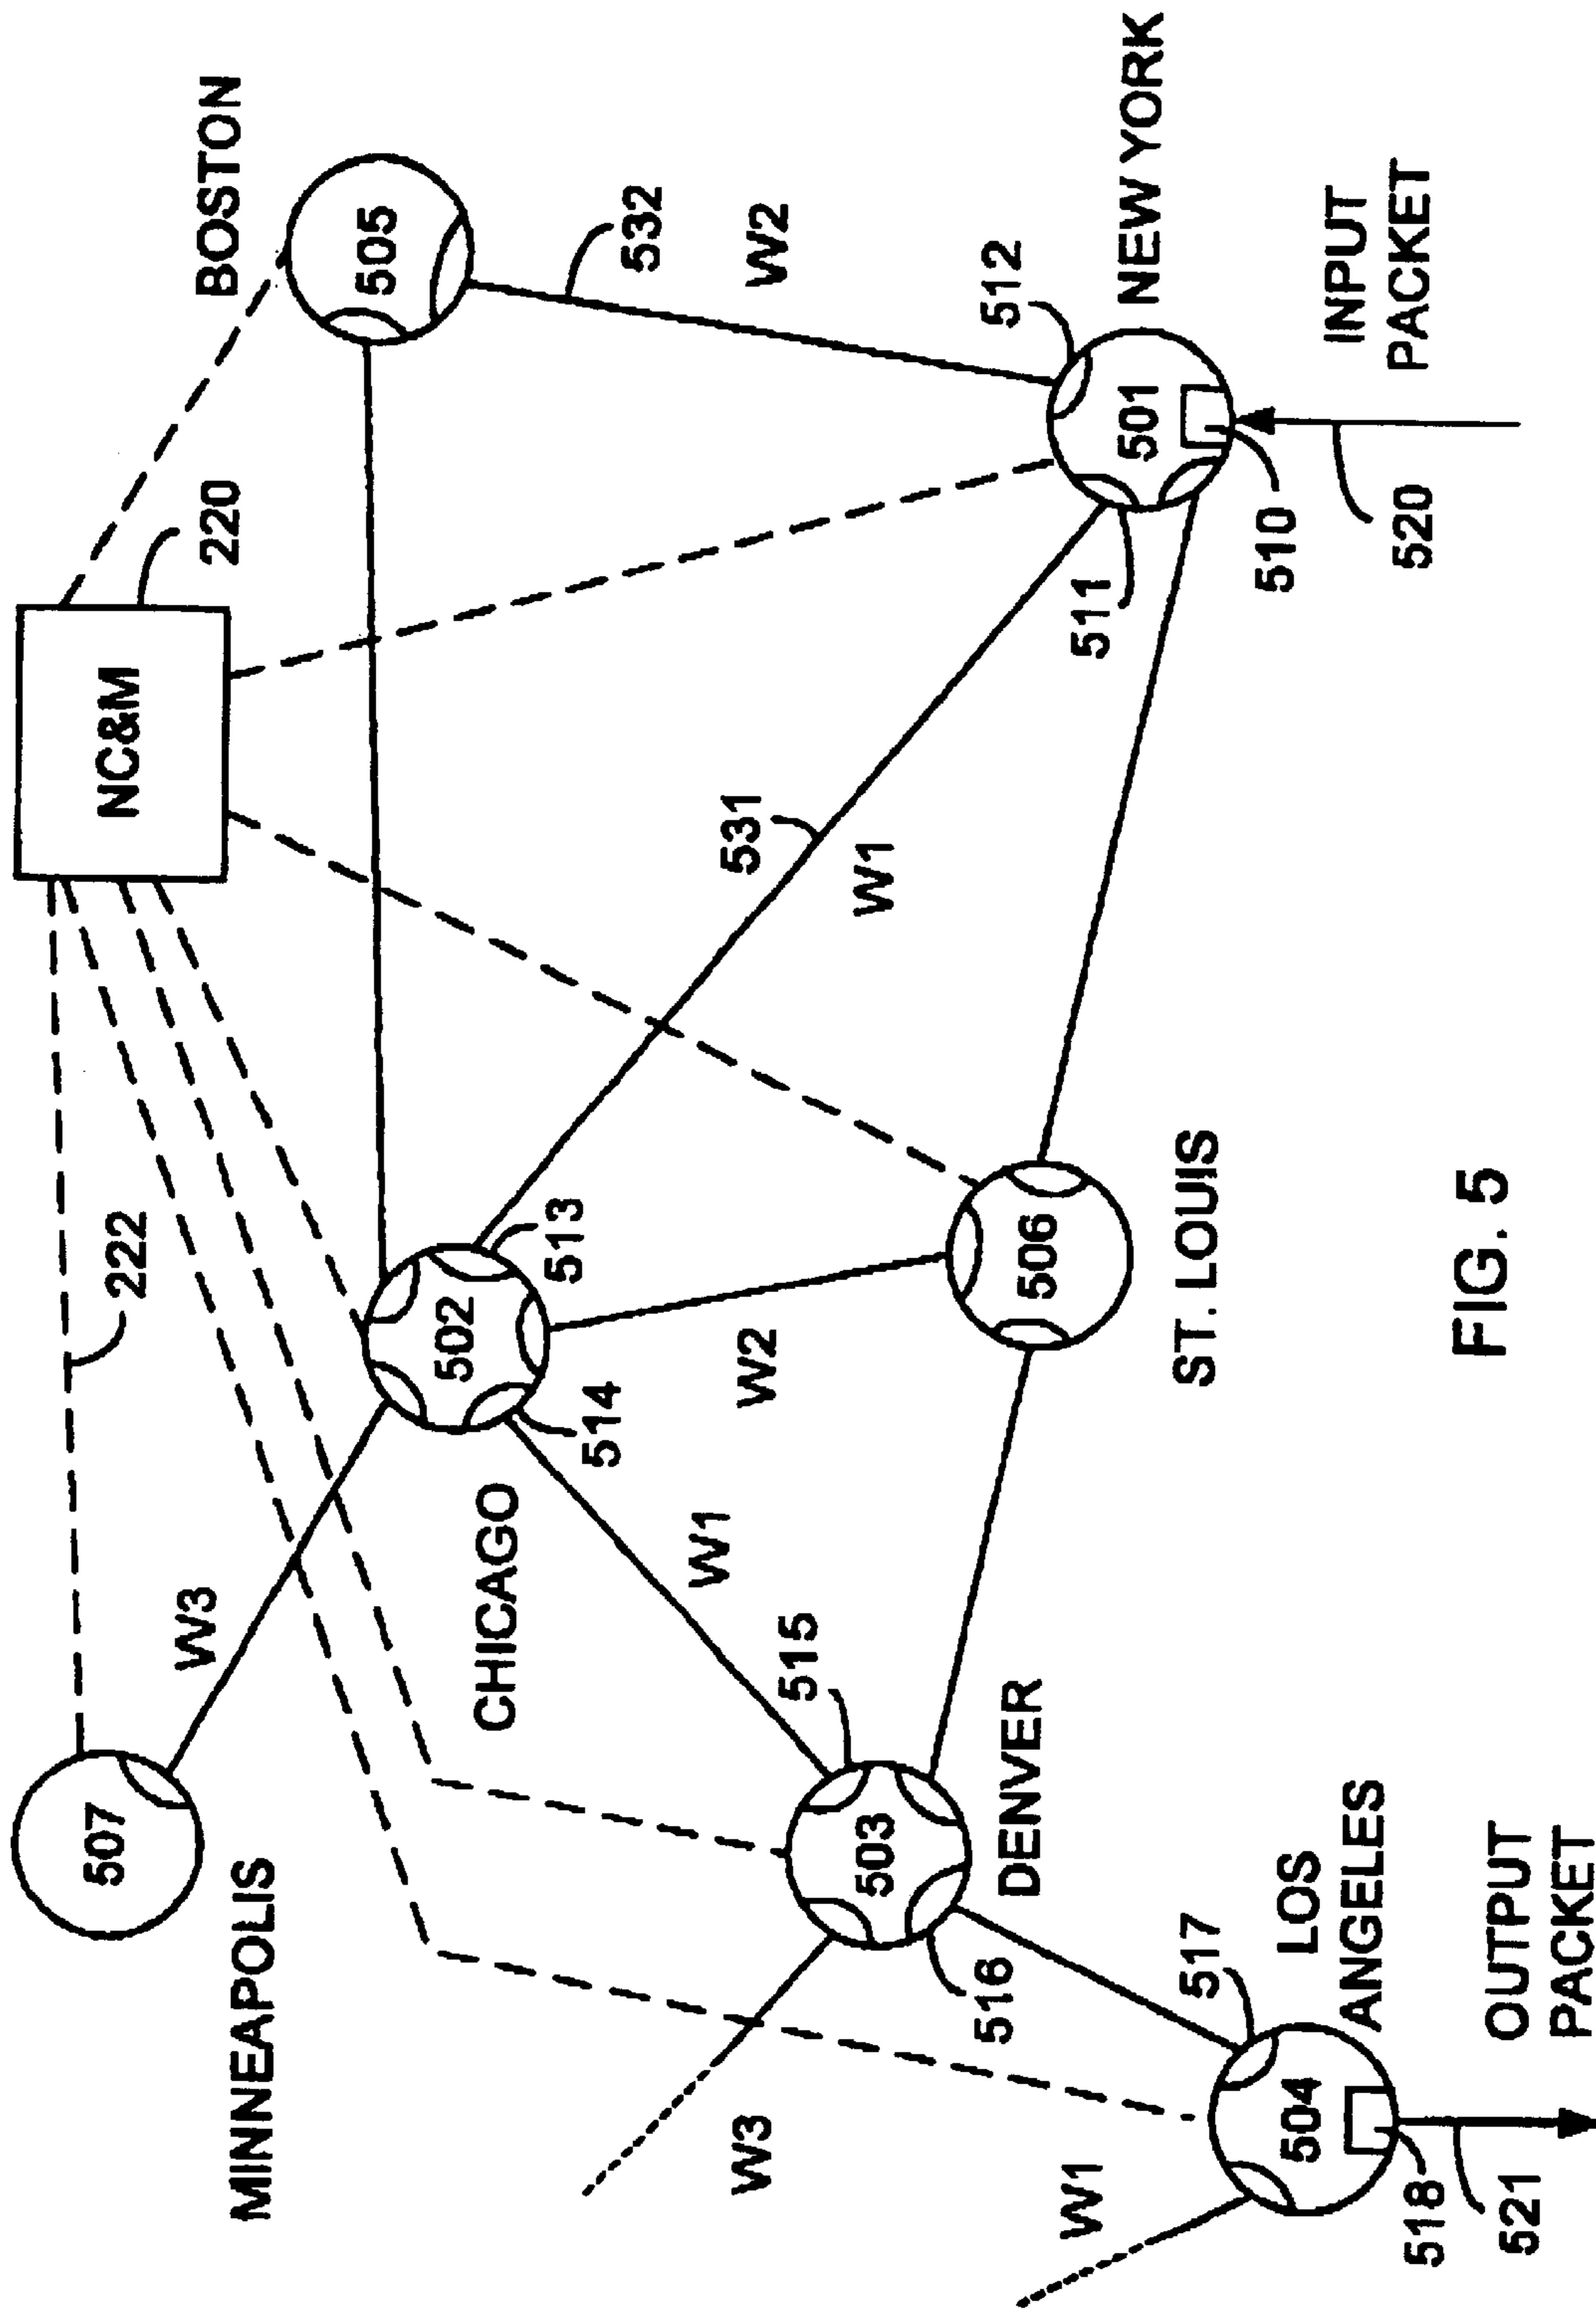 NC&M
220
222
BOSTON
505
532
W2
512
NEW YORK
501
511
510
520
INPUT
PACKET
531
W1
MINNEAPOLIS
507
W3
502
513
514
CHICAGO
W2
W1
506
ST. LOUIS
515
503
DENVER
516
W3
517
LOS
ANGELES
504
W1
518
521
OUTPUT
PACKET
FIG. 5